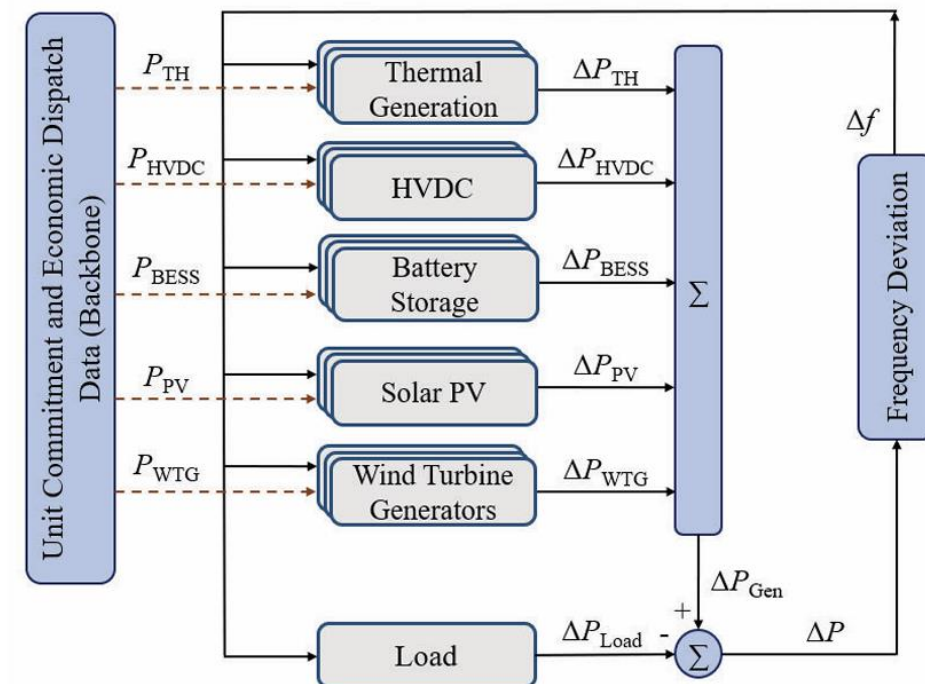 Unit Commitment and Economic Dispatch
Data (Backbone)
P_TH
Thermal
Generation
ΔP_TH
P_HVDC
HVDC
ΔP_HVDC
P_BESS
Battery
Storage
ΔP_BESS
P_PV
Solar PV
ΔP_PV
P_WTG
Wind Turbine
Generators
ΔP_WTG
∑
Δf
Frequency Deviation
ΔP_Gen
+
-
Load
ΔP_Load
∑
ΔP